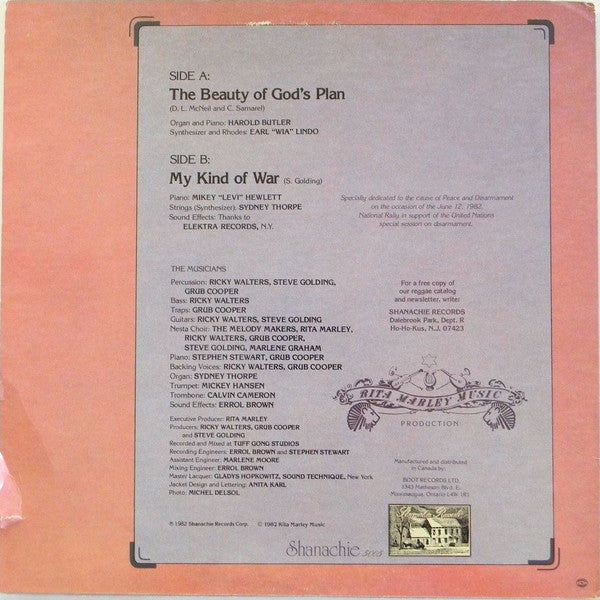 SIDE A:
The Beauty of God's Plan
(D. L. McNeil and C. Samarel)
Organ and Piano: HAROLD BUTLER
Synthesizer and Rhodes: EARL "WIA" LINDO
SIDE B:
My Kind of War (S. Golding)
Piano: MIKEY "LEVI" HEWLETT
Strings (Synthesizer): SYDNEY THORPE
Sound Effects: Thanks to
ELEKTRA RECORDS, N.Y.
Specially dedicated to the cause of Peace and Disarmament
on the occasion of the June 12, 1982,
National Rally in support of the United Nations
special session on disarmament.
THE MUSICIANS
Percussion: RICKY WALTERS, STEVE GOLDING,
GRUB COOPER
Bass: RICKY WALTERS
Traps: GRUB COOPER
Guitars: RICKY WALTERS, STEVE GOLDING
Nesta Choir: THE MELODY MAKERS, RITA MARLEY,
RICKY WALTERS, GRUB COOPER,
STEVE GOLDING, MARLENE GRAHAM
Piano: STEPHEN STEWART, GRUB COOPER
Backing Voices: RICKY WALTERS, GRUB COOPER
Organ: SYDNEY THORPE
Trumpet: MICKEY HANSEN
Trombone: CALVIN CAMERON
Sound Effects: ERROL BROWN
For a free copy of
our reggae catalog
and newsletter, write:
SHANACHIE RECORDS
Dalebrook Park, Dept. R
Ho-Ho-Kus, N.J. 07423
RITA MARLEY MUSIC
PRODUCTION
Executive Producer: RITA MARLEY
Producers: RICKY WALTERS, GRUB COOPER
and STEVE GOLDING
Recorded and Mixed at TUFF GONG STUDIOS
Recording Engineers: ERROL BROWN and STEPHEN STEWART
Assistant Engineer: MARLENE MOORE
Mixing Engineer: ERROL BROWN
Master Lacquer: GLADYS HOPKOWITZ, SOUND TECHNIQUE, New York
Jacket Design and Lettering: ANITA KARL
Photo: MICHEL DELSOL
Manufactured and distributed
in Canada by:
BOOT RECORDS LTD.
1343 Matheson Blvd. E.
Mississauga, Ontario L4W 1R1
℗ 1982 Shanachie Records Corp. © 1982 Rita Marley Music
Shanachie 5003